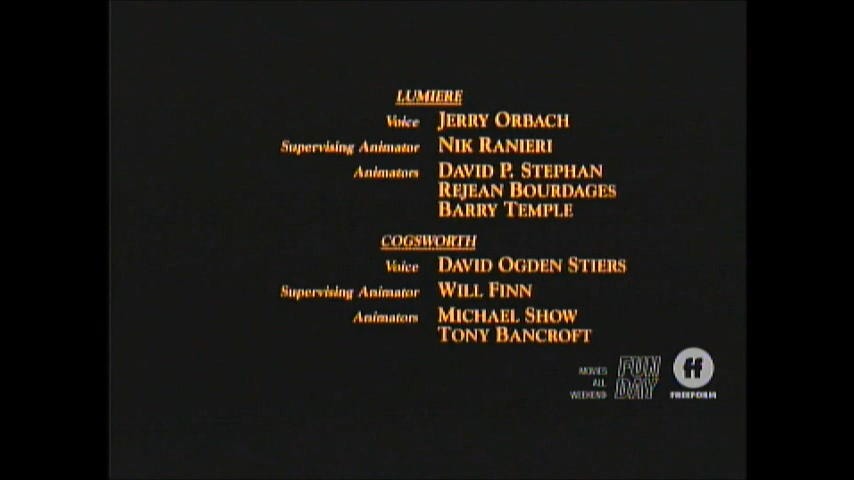 LUMIERE
Voice JERRY ORBACH
Supervising Animator NIK RANIERI
Animators DAVID P. STEPHAN
REJEAN BOURDAGES
BARRY TEMPLE
COGSWORTH
Voice DAVID OGDEN STIERS
Supervising Animator WILL FINN
Animators MICHAEL SHOW
TONY BANCROFT
MOVIES
ALL
WEEKEND
FUN
DAY
ff
FREEFORM